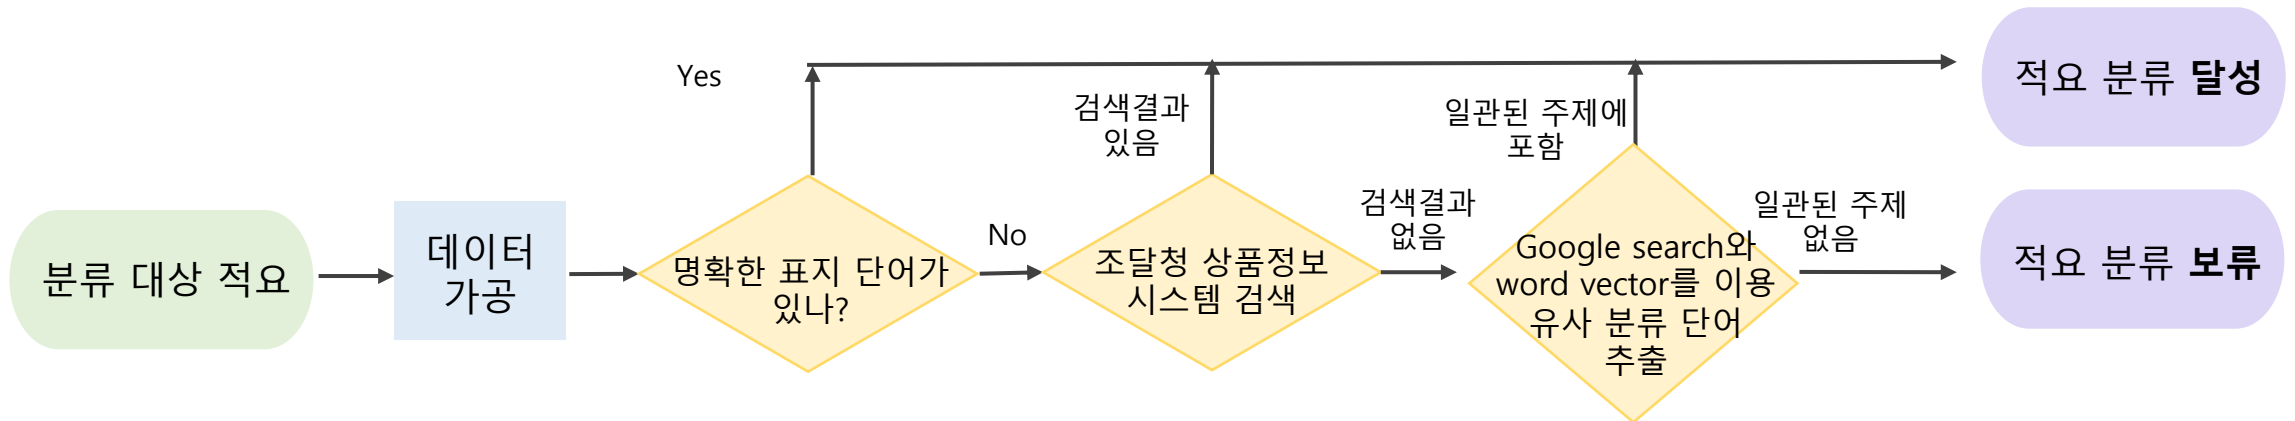 분류 대상 적요
데이터
가공
명확한 표지 단어가
있나?
Yes
No
조달청 상품정보
시스템 검색
검색결과
있음
검색결과
없음
Google search와
word vector를 이용
유사 분류 단어
추출
일관된 주제에
포함
일관된 주제
없음
적요 분류 달성
적요 분류 보류